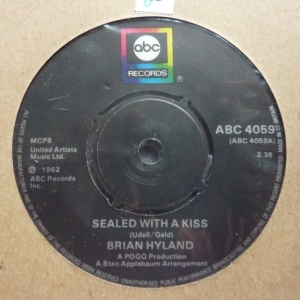 abc
RECORDS
MCPS
United Artists
Music Ltd.
℗ 1962
ABC Records
Inc.
ABC 4059
(ABC 4059A)
2.38
SEALED WITH A KISS
(Udell/Geld)
BRIAN HYLAND
A POGO Production
A Stan Applebaum Arrangement